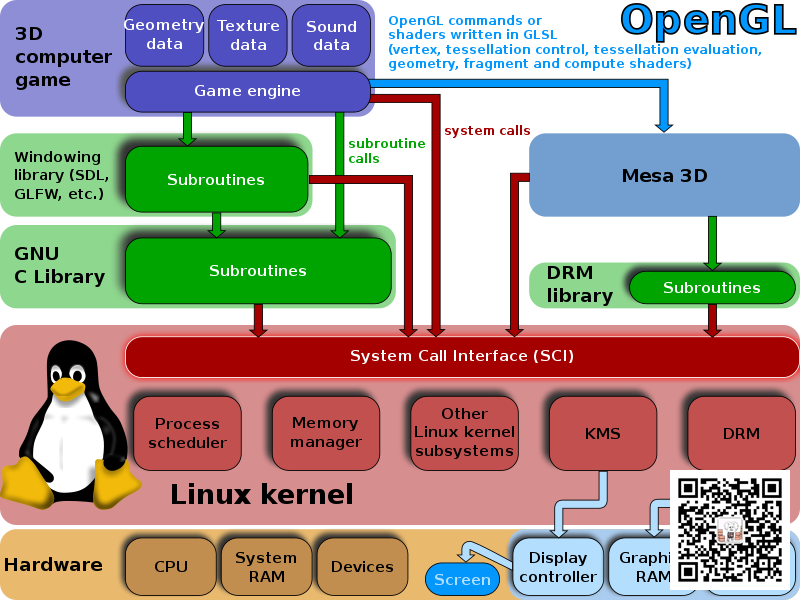 3D
computer
game
Geometry
data
Texture
data
Sound
data
Game engine
OpenGL commands or
shaders written in GLSL
(vertex, tessellation control, tessellation evaluation,
geometry, fragment and compute shaders)
OpenGL
system calls
subroutine
calls
Windowing
library (SDL,
GLFW, etc.)
Subroutines
Mesa 3D
GNU
C Library
Subroutines
DRM
library
Subroutines
System Call Interface (SCI)
Process
scheduler
Memory
manager
Other
Linux kernel
subsystems
KMS
DRM
Linux kernel
Hardware
CPU
System
RAM
Devices
Screen
Display
controller
RAM